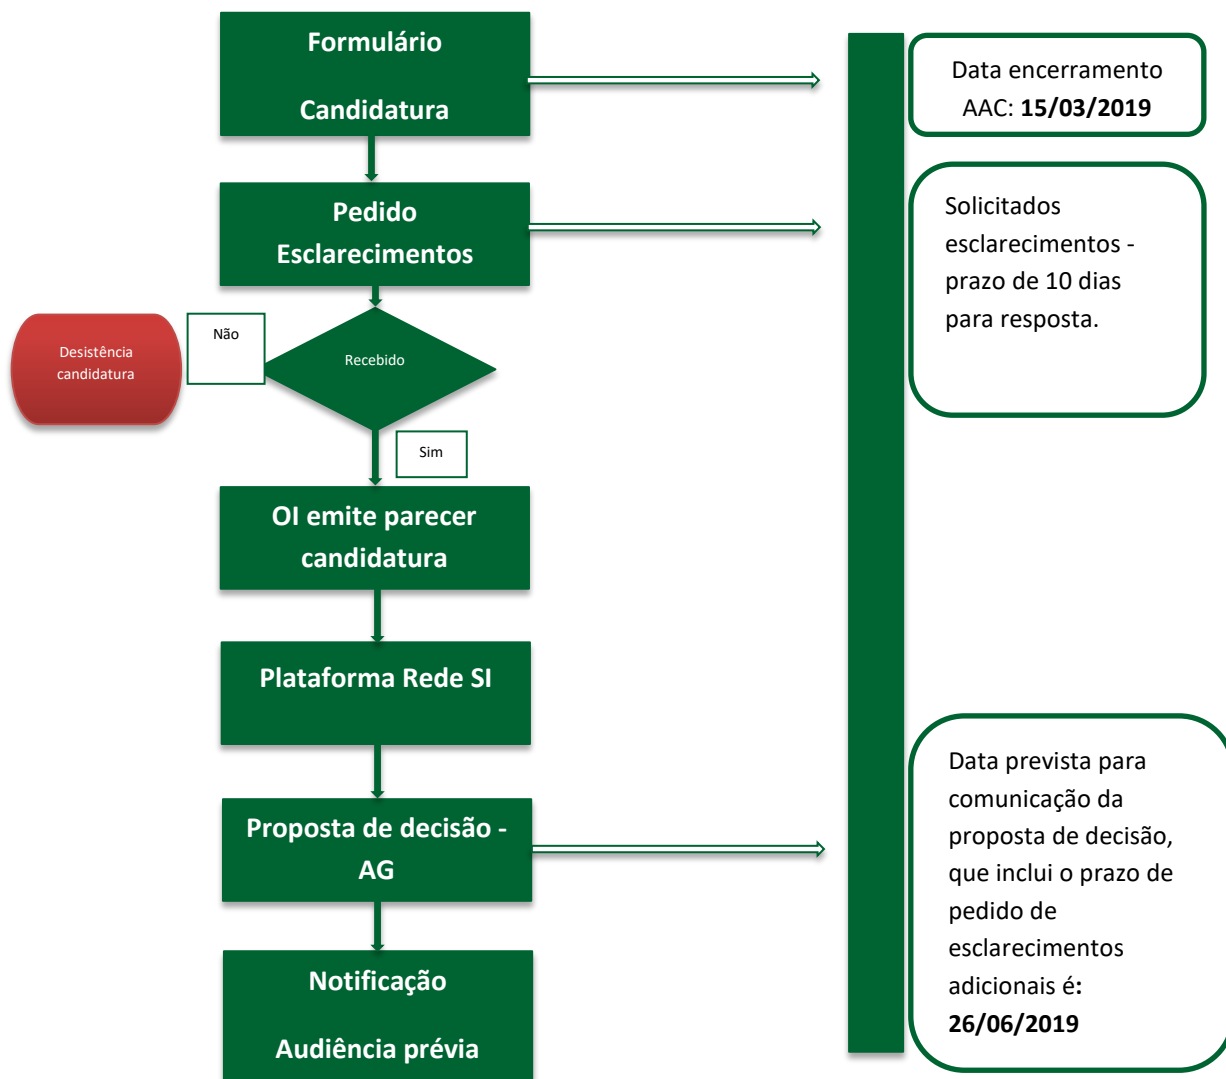 Formulário
Candidatura
Data encerramento
AAC: 15/03/2019
Pedido
Esclarecimentos
Solicitados
esclarecimentos -
prazo de 10 dias
para resposta.
Não
Desistência
candidatura
Recebido
Sim
OI emite parecer
candidatura
Plataforma Rede SI
Proposta de decisão -
AG
Data prevista para
comunicação da
proposta de decisão,
que inclui o prazo de
pedido de
esclarecimentos
adicionais é:
26/06/2019
Notificação
Audiência prévia